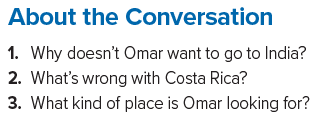 About the Conversation
1. Why doesn't Omar want to go to India?
2. What's wrong with Costa Rica?
3. What kind of place is Omar looking for?